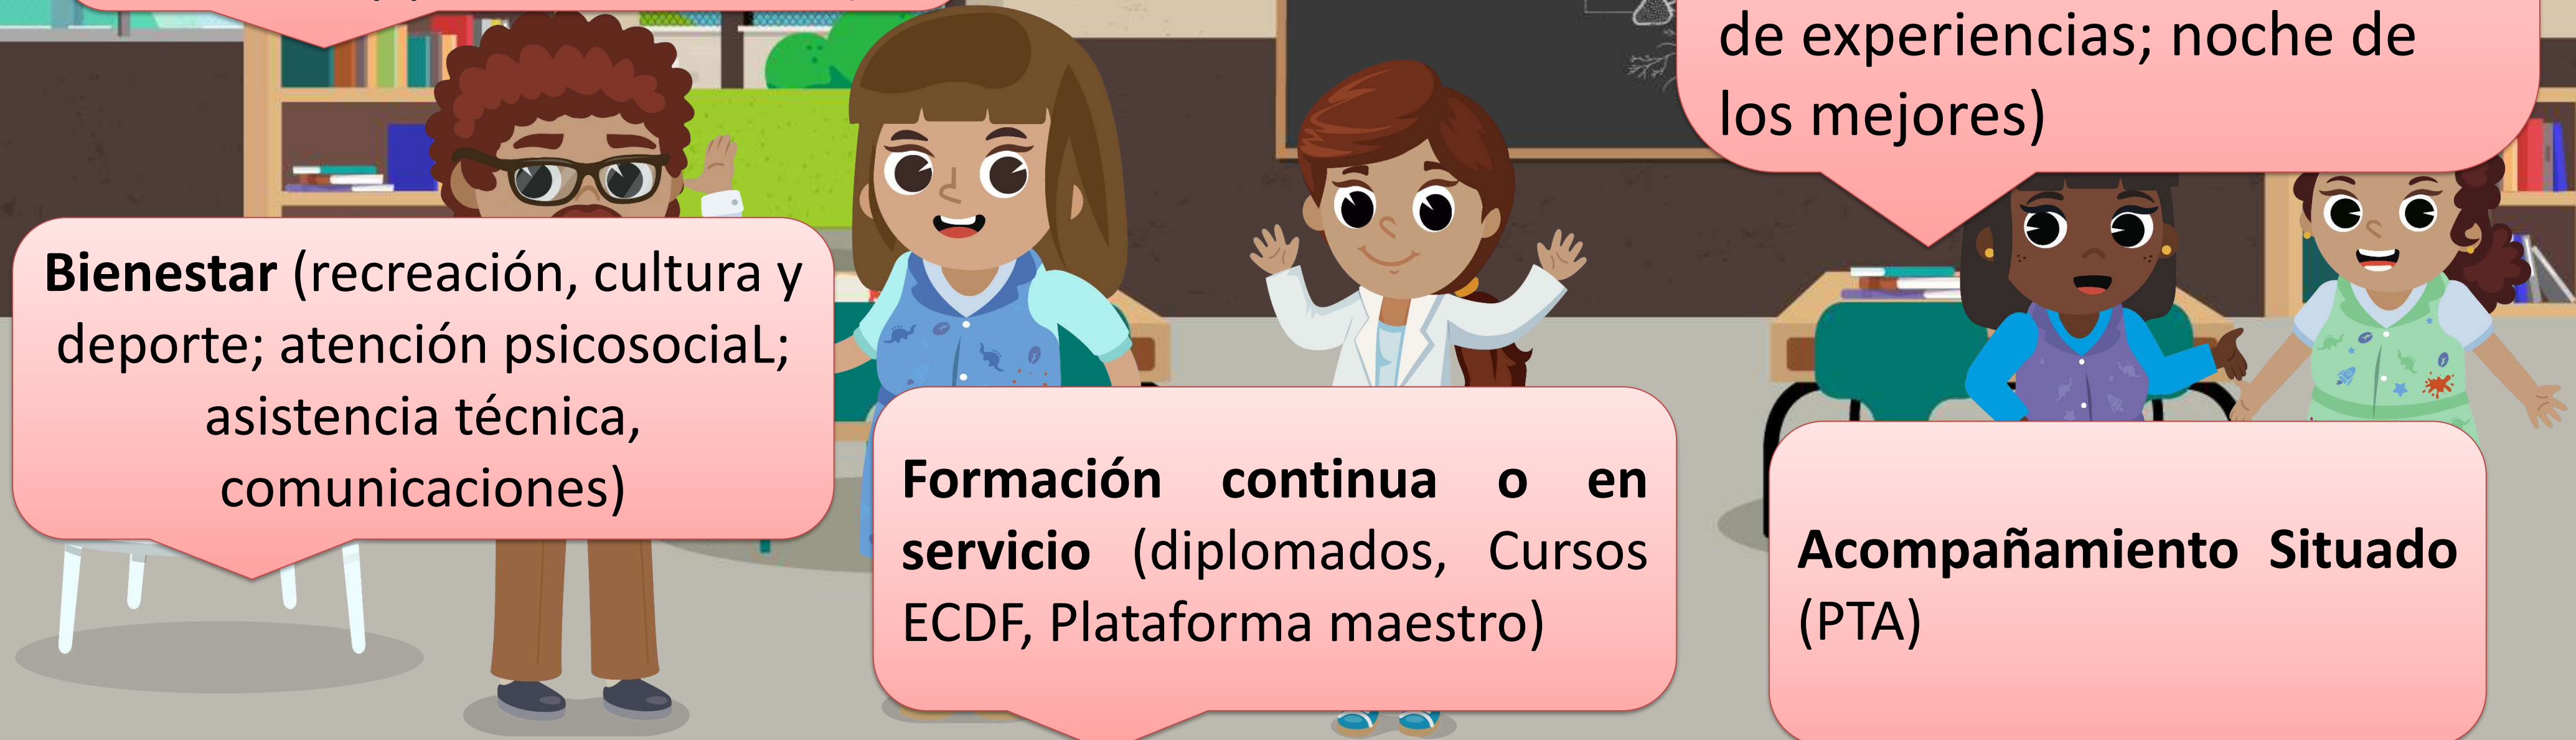 de experiencias; noche de
los mejores)
Bienestar (recreación, cultura y
deporte; atención psicosociaL;
asistencia técnica,
comunicaciones)
Formación continua o en
servicio (diplomados, Cursos
ECDF, Plataforma maestro)
Acompañamiento Situado
(PTA)